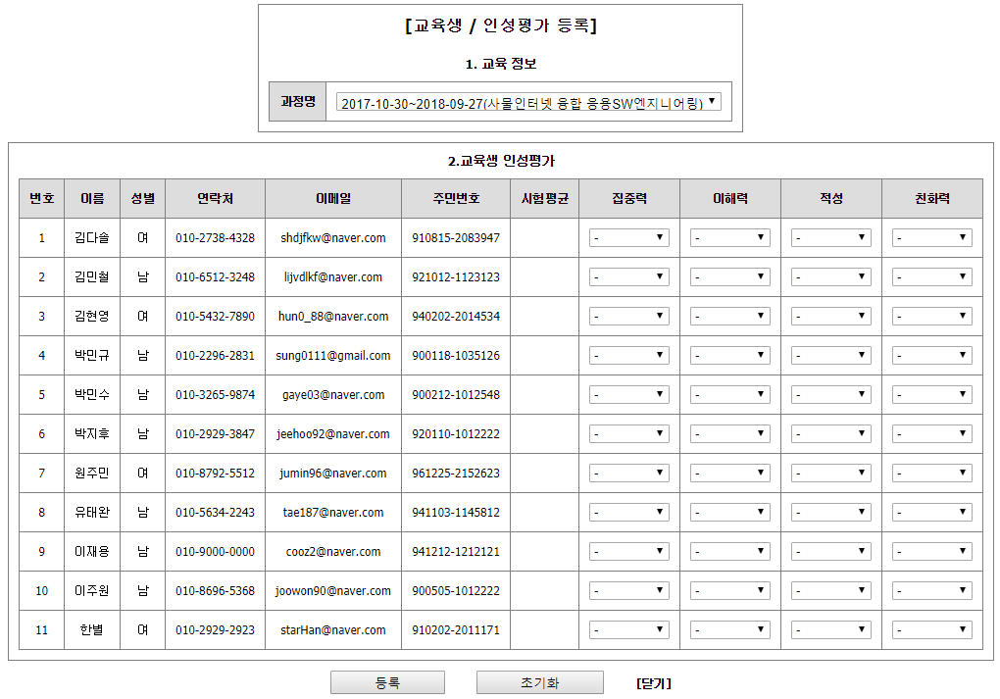 [교육생 / 인성평가 등록]
1. 교육 정보
과정명 2017-10-30~2018-09-27(사물인터넷 융합 응용SW엔지니어링) ▼
2.교육생 인성평가
번호 이름 성별 연락처 이메일 주민번호 시험평균 집중력 이해력 적성 친화력
1 김다솔 여 010-2738-4328 shdjfkw@naver.com 910815-2083947 - ▼ - ▼ - ▼ - ▼
2 김민철 남 010-6512-3248 lijvdlkf@naver.com 921012-1123123 - ▼ - ▼ - ▼ - ▼
3 김현영 여 010-5432-7890 hun0_88@naver.com 940202-2014534 - ▼ - ▼ - ▼ - ▼
4 박민규 남 010-2296-2831 sung0111@gmail.com 900118-1035126 - ▼ - ▼ - ▼ - ▼
5 박민수 남 010-3265-9874 gaye03@naver.com 900212-1012548 - ▼ - ▼ - ▼ - ▼
6 박지후 남 010-2929-3847 jeehoo92@naver.com 920110-1012222 - ▼ - ▼ - ▼ - ▼
7 원주민 여 010-8792-5512 jumin96@naver.com 961225-2152623 - ▼ - ▼ - ▼ - ▼
8 유태완 남 010-5634-2243 tae187@naver.com 941103-1145812 - ▼ - ▼ - ▼ - ▼
9 이재용 남 010-9000-0000 cooz2@naver.com 941212-1212121 - ▼ - ▼ - ▼ - ▼
10 이주원 남 010-8696-5368 joowon90@naver.com 900505-1012222 - ▼ - ▼ - ▼ - ▼
11 한별 여 010-2929-2923 starHan@naver.com 910202-2011171 - ▼ - ▼ - ▼ - ▼
등록 초기화 [닫기]